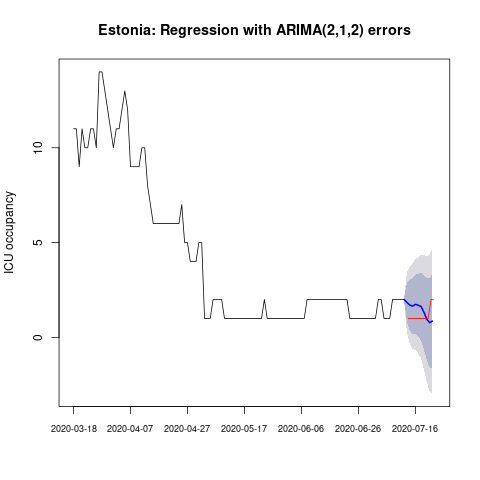 Estonia: Regression with ARIMA(2,1,2) errors
ICU occupancy
10
5
0
2020-03-18 2020-04-07 2020-04-27 2020-05-17 2020-06-06 2020-06-26 2020-07-16